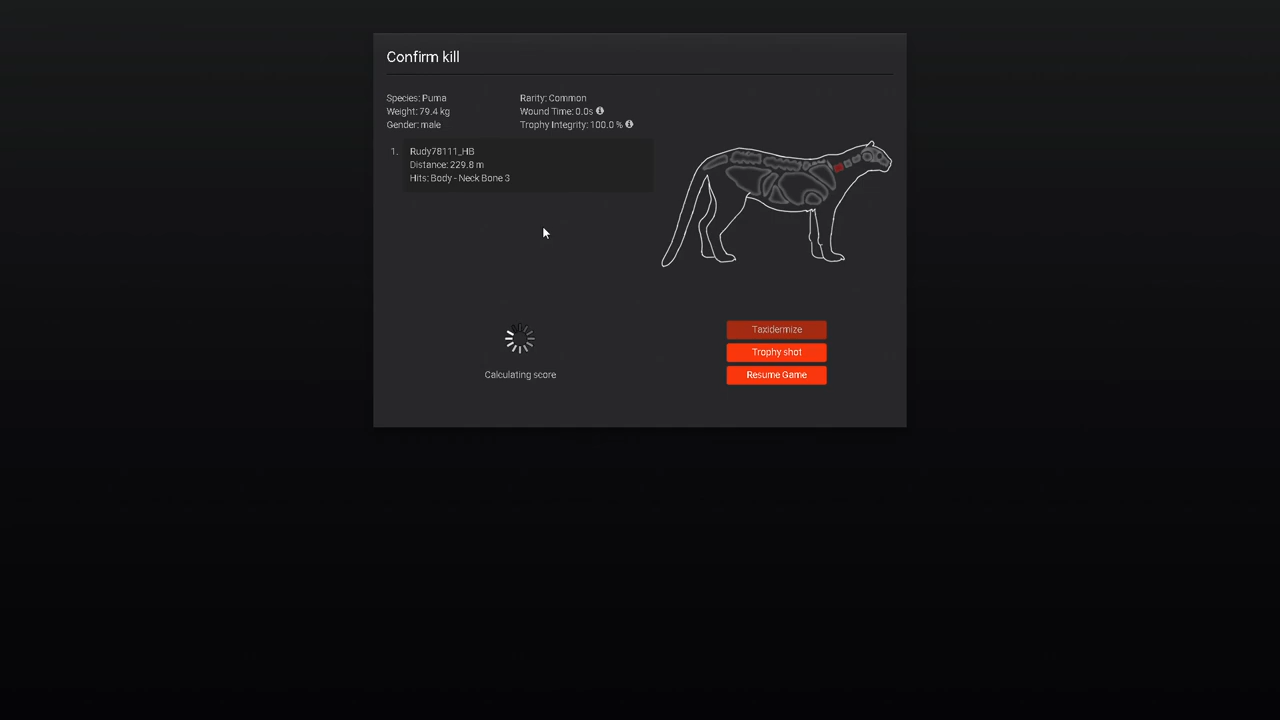 Confirm kill
Species: Puma
Weight: 79.4 kg
Gender: male
Rarity: Common
Wound Time: 0.0s
Trophy Integrity: 100.0 %
1.
Rudy78111_HB
Distance: 229.8 m
Hits: Body - Neck Bone 3
Calculating score
Taxidermize
Trophy shot
Resume Game